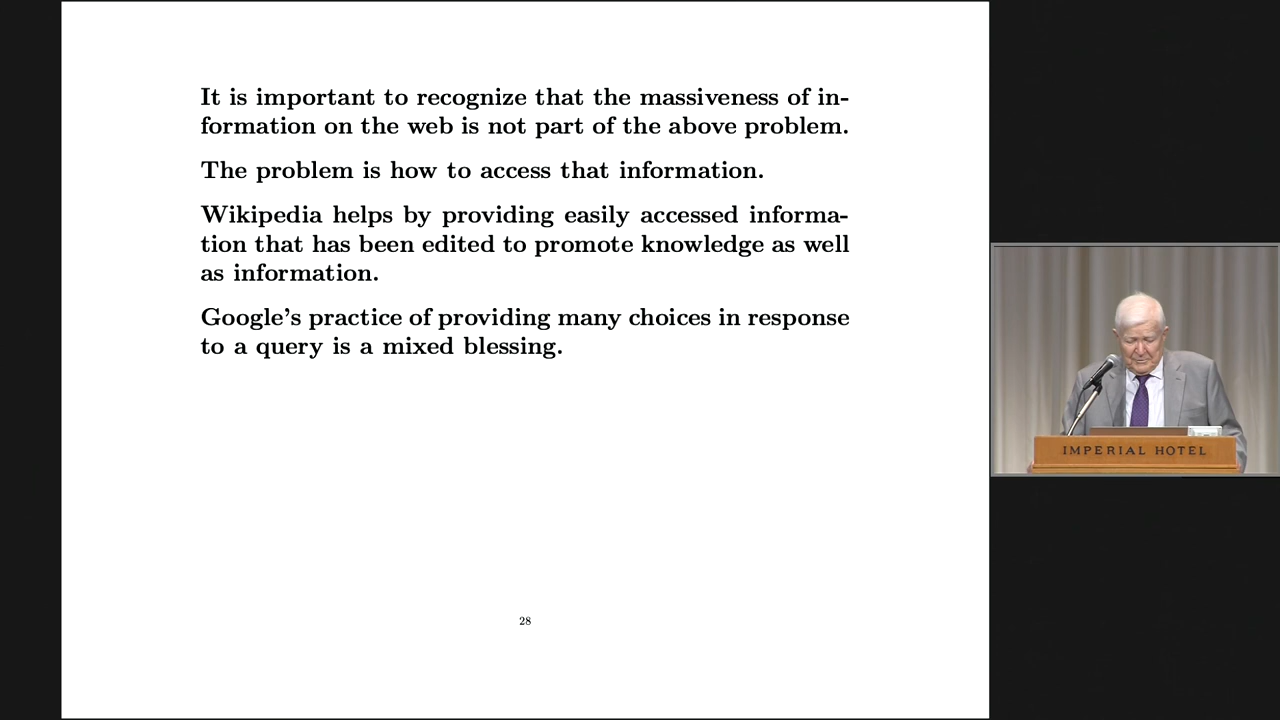 It is important to recognize that the massiveness of in-
formation on the web is not part of the above problem.
The problem is how to access that information.
Wikipedia helps by providing easily accessed informa-
tion that has been edited to promote knowledge as well
as information.
Google's practice of providing many choices in response
to a query is a mixed blessing.
28
IMPERIAL HOTEL